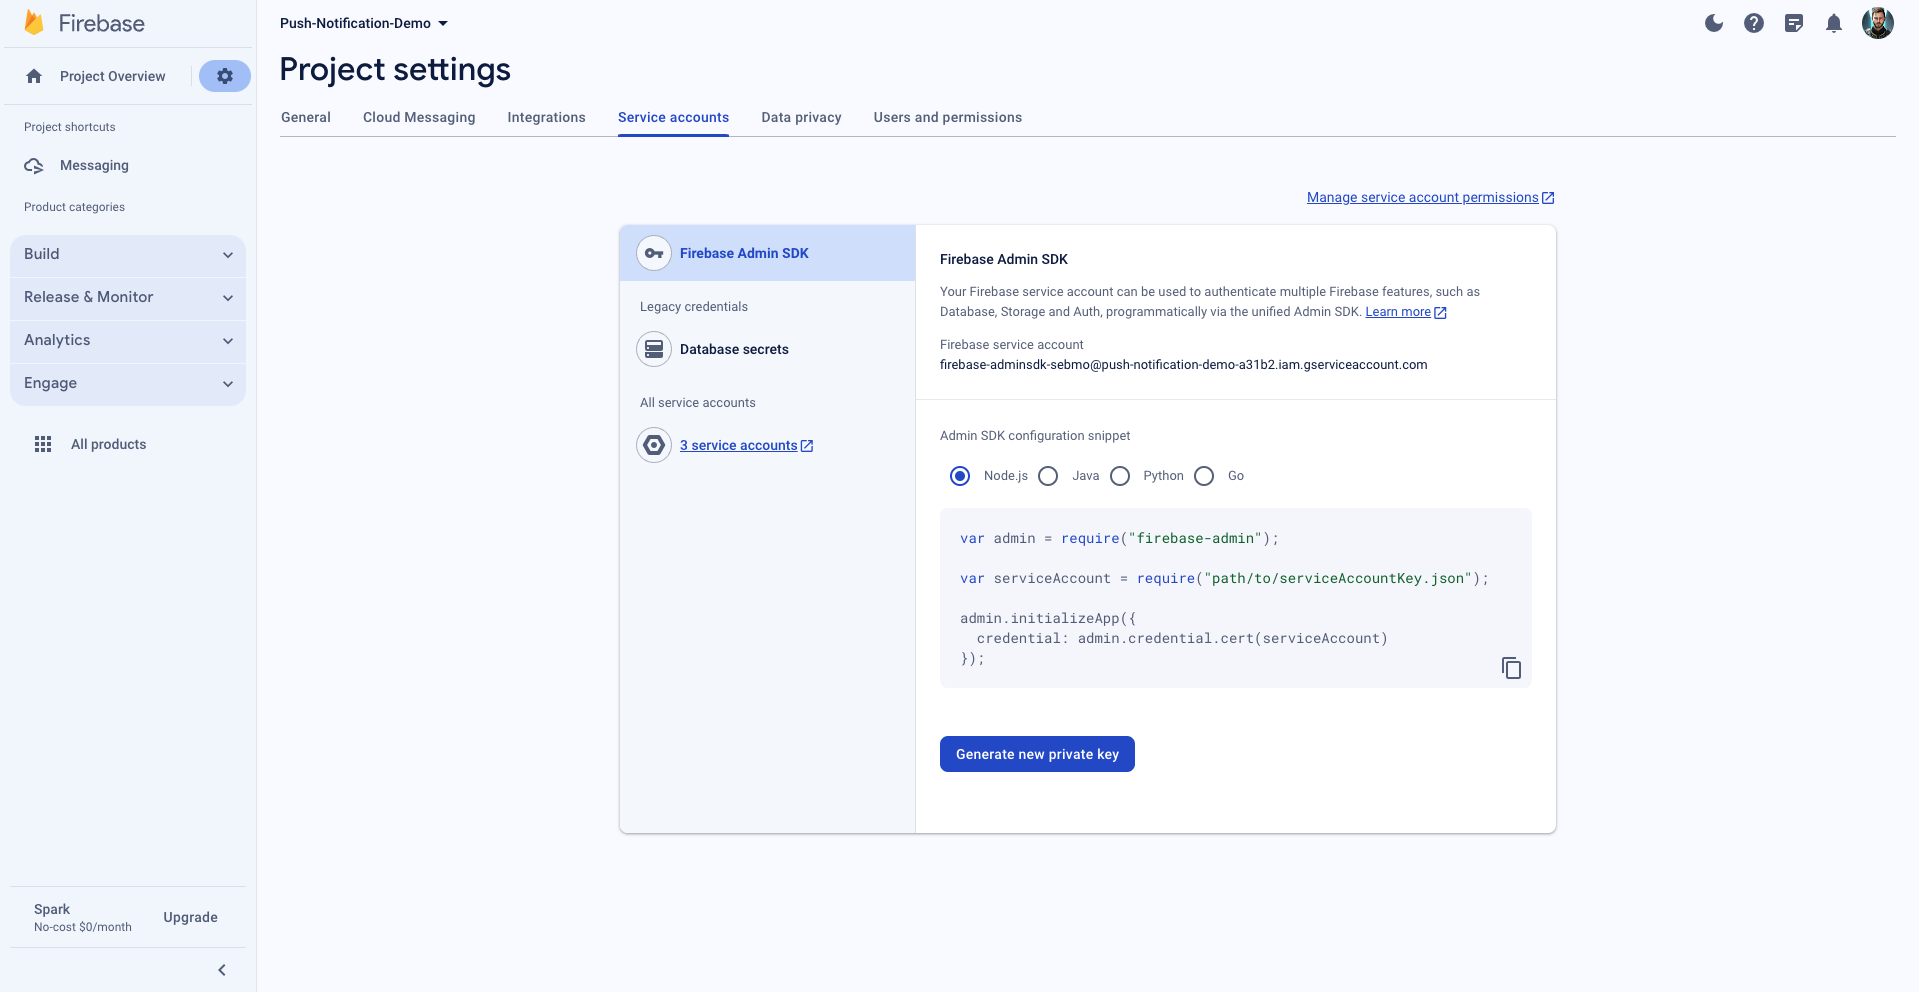 Firebase
Push-Notification-Demo
Project Overview
Project settings
General
Cloud Messaging
Integrations
Service accounts
Data privacy
Users and permissions
Project shortcuts
Messaging
Product categories
Build
Release & Monitor
Analytics
Engage
All products
Spark
No-cost $0/month
Upgrade
Manage service account permissions
Firebase Admin SDK
Legacy credentials
Database secrets
All service accounts
3 service accounts
Firebase Admin SDK
Your Firebase service account can be used to authenticate multiple Firebase features, such as
Database, Storage and Auth, programmatically via the unified Admin SDK. Learn more
Firebase service account
firebase-adminsdk-sebmo@push-notification-demo-a31b2.iam.gserviceaccount.com
Admin SDK configuration snippet
Node.js
Java
Python
Go
var admin = require("firebase-admin");
var serviceAccount = require("path/to/serviceAccountKey.json");
admin.initializeApp({
  credential: admin.credential.cert(serviceAccount)
});
Generate new private key